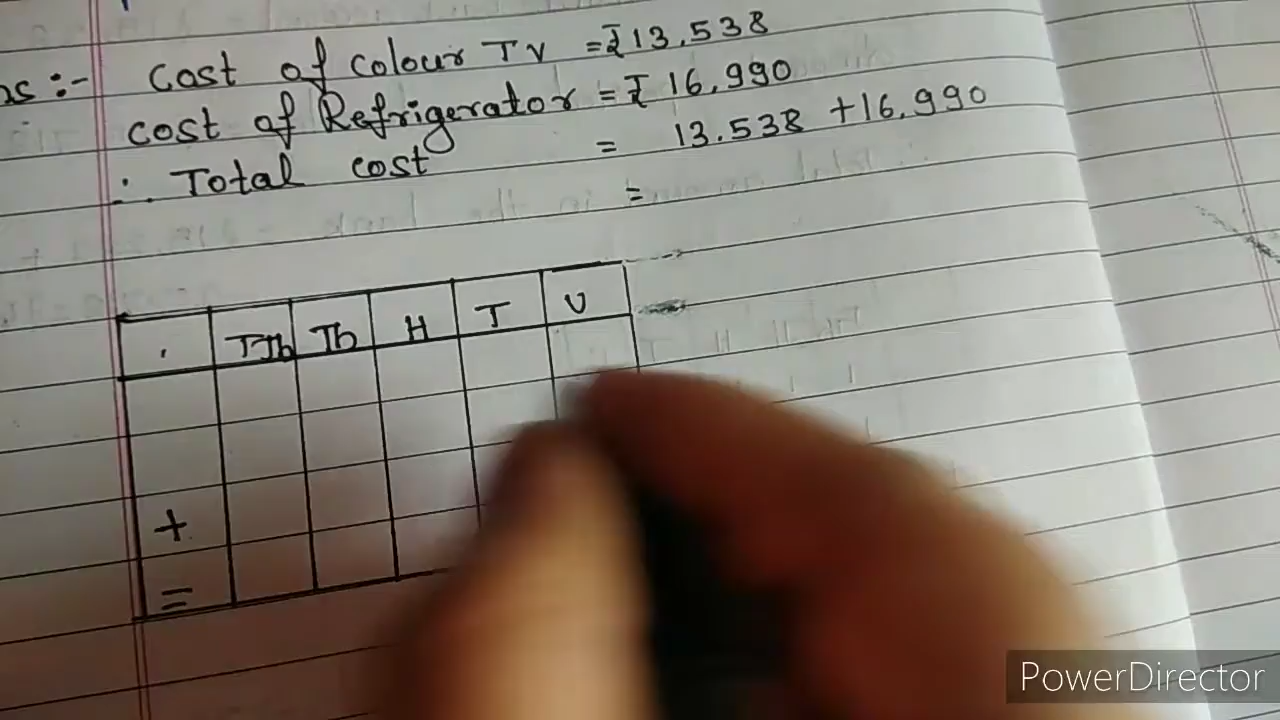 ns :- Cost of colour TV = ₹ 13,538
cost of Refrigerator = ₹ 16,990
∴ Total cost = 13.538 + 16,990
=
TTh Th H T U
+
=
PowerDirector